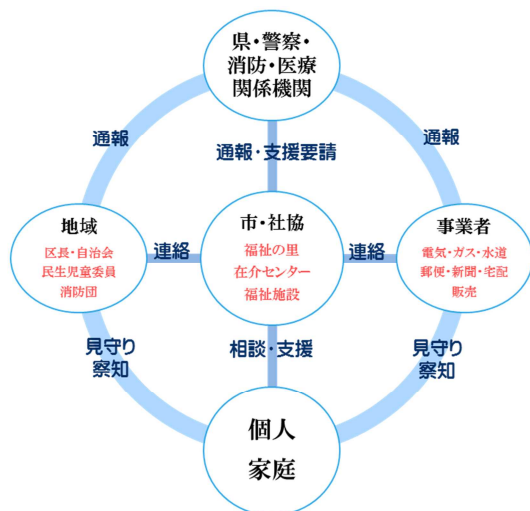 県・警察・
消防・医療
関係機関
通報
通報
通報・支援要請
地域
区長・自治会
民生児童委員
消防団
連絡
市・社協
福祉の里
在介センター
福祉施設
連絡
事業者
電気・ガス・水道
郵便・新聞・宅配
販売
見守り
察知
相談・支援
見守り
察知
個人
家庭